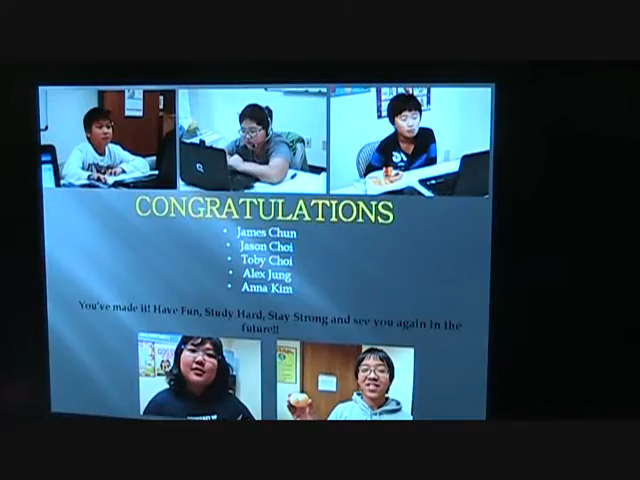 CONGRATULATIONS
• James Chun
• Jason Choi
• Toby Choi
• Alex Jung
• Anna Kim
You've made it! Have Fun, Study Hard, Stay Strong and see you again in the
future!!